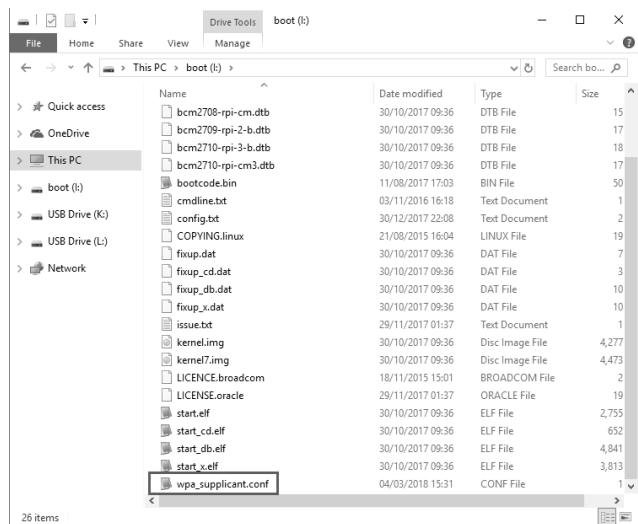 Drive Tools boot (I:)
File Home Share View Manage
This PC > boot (I:) >
Search bo...
Quick access
OneDrive
This PC
boot (I:)
USB Drive (K:)
USB Drive (L:)
Network
Name Date modified Type Size
bcm2708-rpi-cm.dtb 30/10/2017 09:36 DTB File 15
bcm2709-rpi-2-b.dtb 30/10/2017 09:36 DTB File 17
bcm2710-rpi-3-b.dtb 30/10/2017 09:36 DTB File 18
bcm2710-rpi-cm3.dtb 30/10/2017 09:36 DTB File 17
bootcode.bin 11/08/2017 17:03 BIN File 50
cmdline.txt 03/11/2016 16:18 Text Document 1
config.txt 30/12/2017 22:08 Text Document 2
COPYING.linux 21/08/2015 16:04 LINUX File 19
fixup.dat 30/10/2017 09:36 DAT File 7
fixup_cd.dat 30/10/2017 09:36 DAT File 3
fixup_db.dat 30/10/2017 09:36 DAT File 10
fixup_x.dat 30/10/2017 09:36 DAT File 10
issue.txt 29/11/2017 01:37 Text Document 1
kernel.img 30/10/2017 09:36 Disc Image File 4,277
kernel7.img 30/10/2017 09:36 Disc Image File 4,473
LICENCE.broadcom 18/11/2015 15:01 BROADCOM File 2
LICENSE.oracle 29/11/2017 01:37 ORACLE File 19
start.elf 30/10/2017 09:36 ELF File 2,755
start_cd.elf 30/10/2017 09:36 ELF File 652
start_db.elf 30/10/2017 09:36 ELF File 4,841
start_x.elf 30/10/2017 09:36 ELF File 3,813
wpa_supplicant.conf 04/03/2018 15:31 CONF File 1
26 items